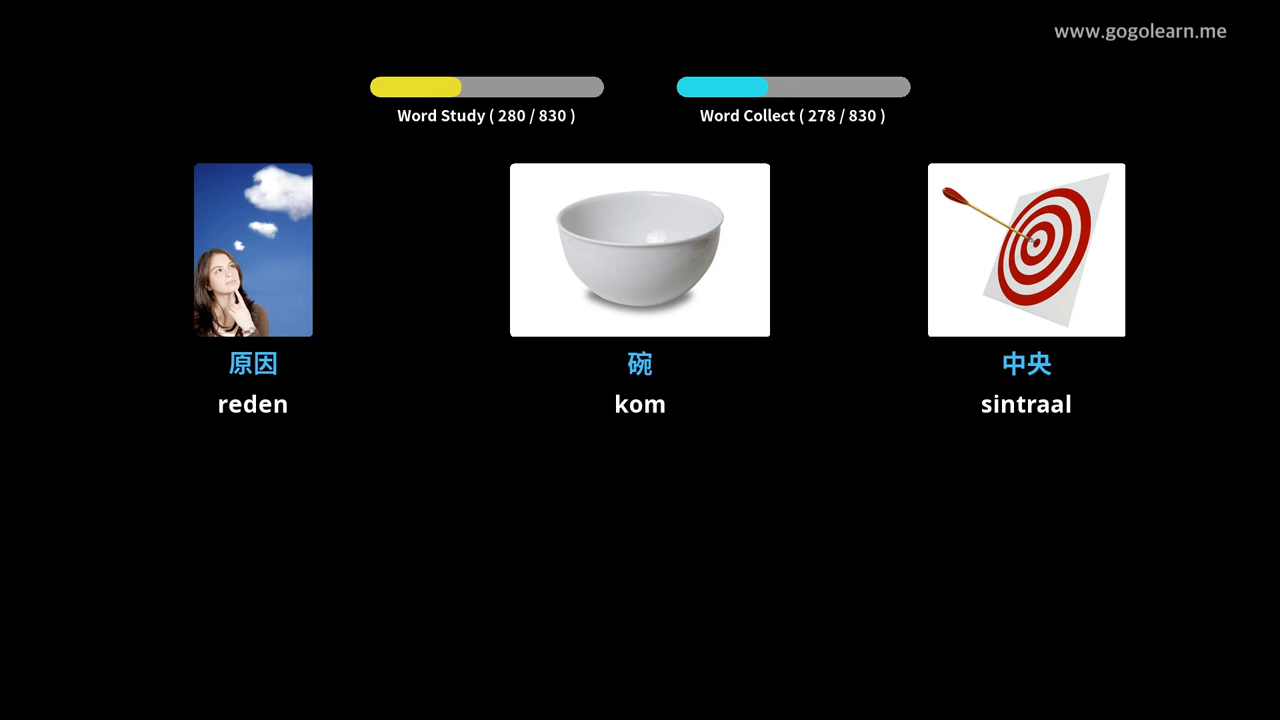 www.gogolearn.me
Word Study ( 280 / 830 )
Word Collect ( 278 / 830 )
原因
碗
中央
reden
kom
sintraal